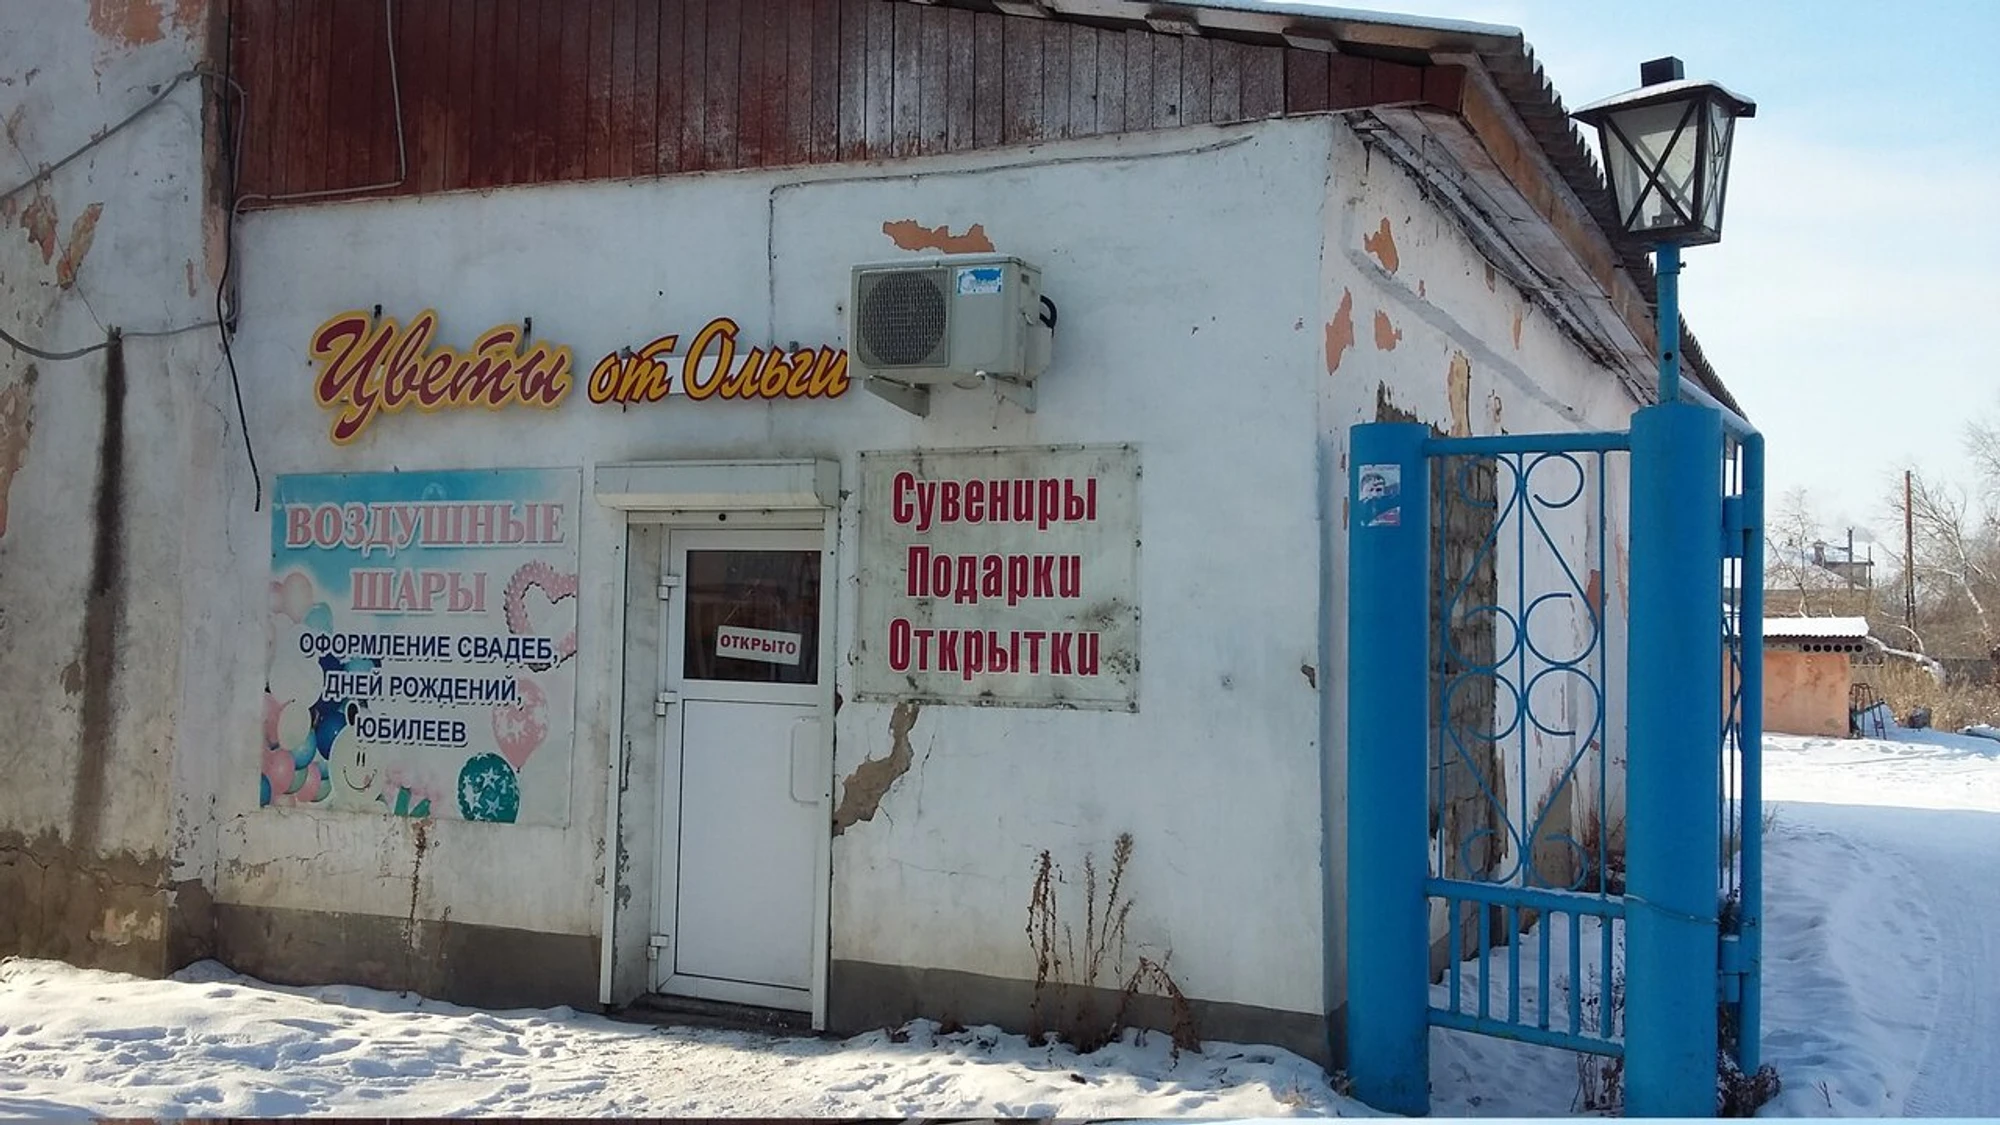 Цветы от Ольги
ВОЗДУШНЫЕ
ШАРЫ
ОФОРМЛЕНИЕ СВАДЕБ,
ДНЕЙ РОЖДЕНИЙ,
ЮБИЛЕЕВ
ОТКРЫТО
Сувениры
Подарки
Открытки